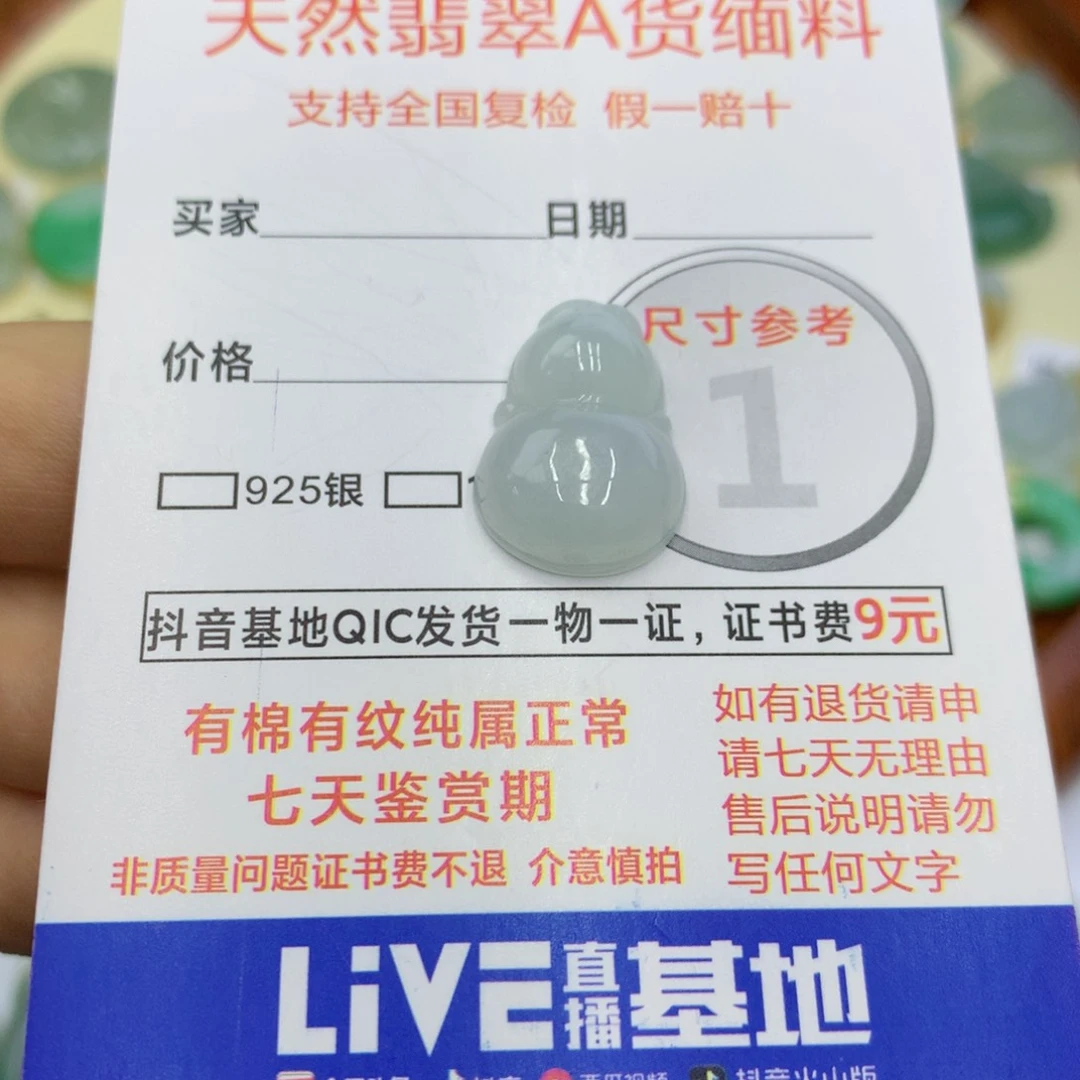 天然翡翠A货缅料
支持全国复检 假一赔十
买家 日期
价格
尺寸参考
1
925银
抖音基地QIC发货一物一证，证书费9元
有棉有纹纯属正常
七天鉴赏期
非质量问题证书费不退 介意慎拍
如有退货请申
请七天无理由
售后说明请勿
写任何文字
LiVE直播基地